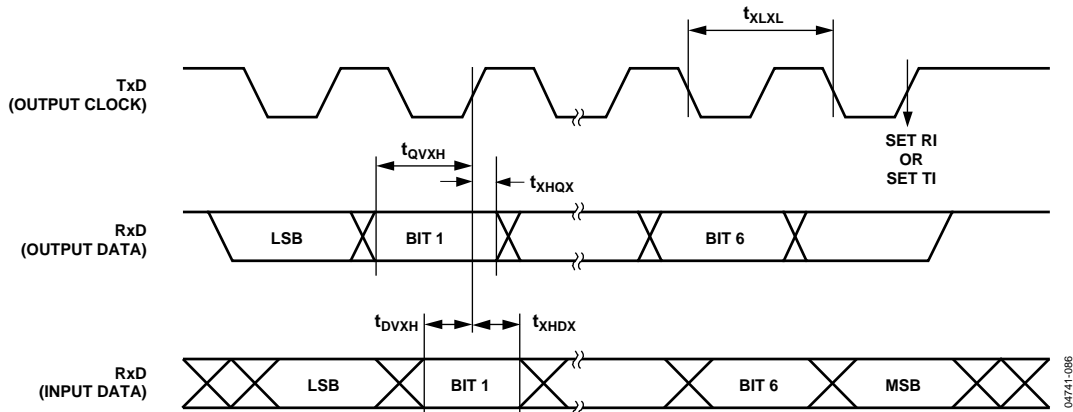 tXLXL
TxD
(OUTPUT CLOCK)
SET RI
OR
SET TI
tQVXH
tXHQX
RxD
(OUTPUT DATA)
LSB
BIT 1
BIT 6
tDVXH
tXHDX
RxD
(INPUT DATA)
LSB
BIT 1
BIT 6
MSB
04741-086